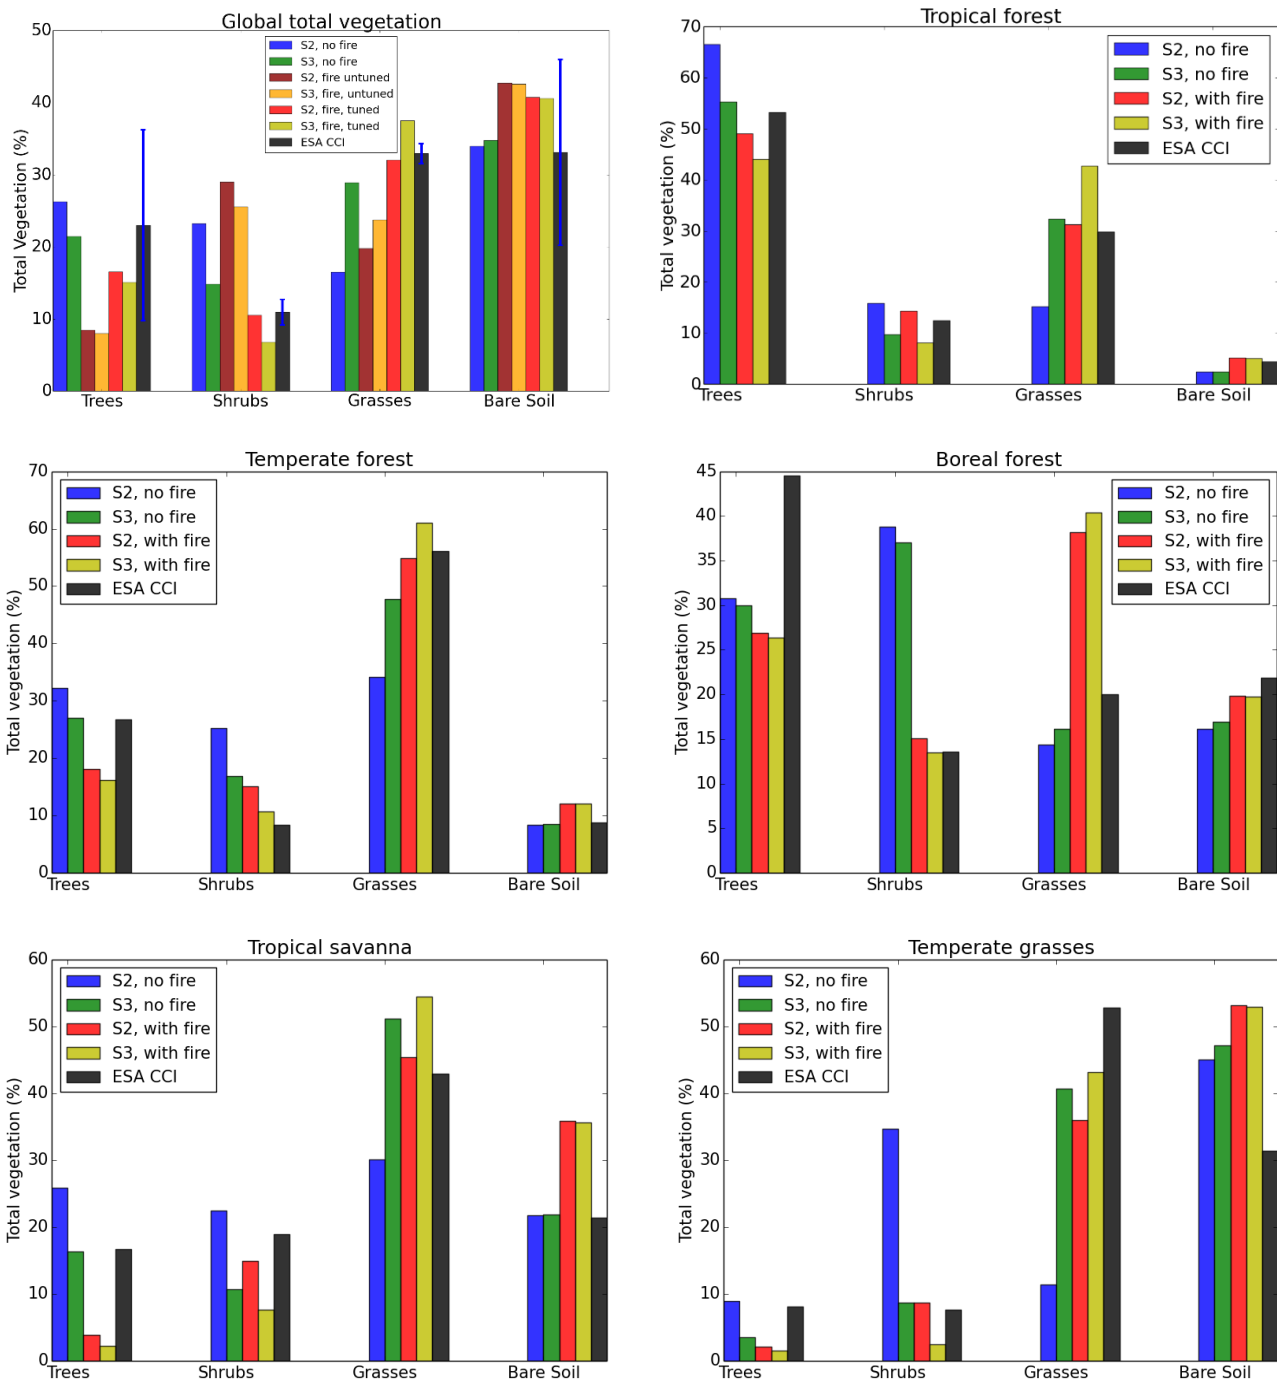 Global total vegetation
Total Vegetation (%)
50
40
30
20
10
0
S2, no fire
S3, no fire
S2, fire untuned
S3, fire, untuned
S2, fire, tuned
S3, fire, tuned
ESA CCI
Trees Shrubs Grasses Bare Soil
Tropical forest
Total vegetation (%)
70
60
50
40
30
20
10
0
S2, no fire
S3, no fire
S2, with fire
S3, with fire
ESA CCI
Trees Shrubs Grasses Bare Soil
Temperate forest
Total vegetation (%)
70
60
50
40
30
20
10
0
S2, no fire
S3, no fire
S2, with fire
S3, with fire
ESA CCI
Trees Shrubs Grasses Bare Soil
Boreal forest
Total vegetation (%)
45
40
35
30
25
20
15
10
5
0
S2, no fire
S3, no fire
S2, with fire
S3, with fire
ESA CCI
Trees Shrubs Grasses Bare Soil
Tropical savanna
Total vegetation (%)
60
50
40
30
20
10
0
S2, no fire
S3, no fire
S2, with fire
S3, with fire
ESA CCI
Trees Shrubs Grasses Bare Soil
Temperate grasses
Total vegetation (%)
60
50
40
30
20
10
0
S2, no fire
S3, no fire
S2, with fire
S3, with fire
ESA CCI
Trees Shrubs Grasses Bare Soil